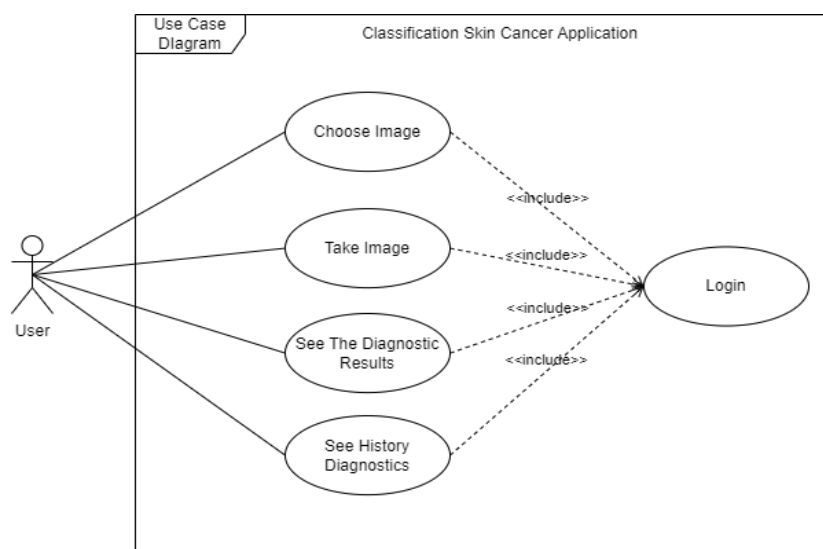 Use Case
DIagram
Classification Skin Cancer Application
Choose Image
<<include>>
Take Image
<<include>>
Login
User
See The Diagnostic
Results
<<include>>
<<include>>
See History
Diagnostics